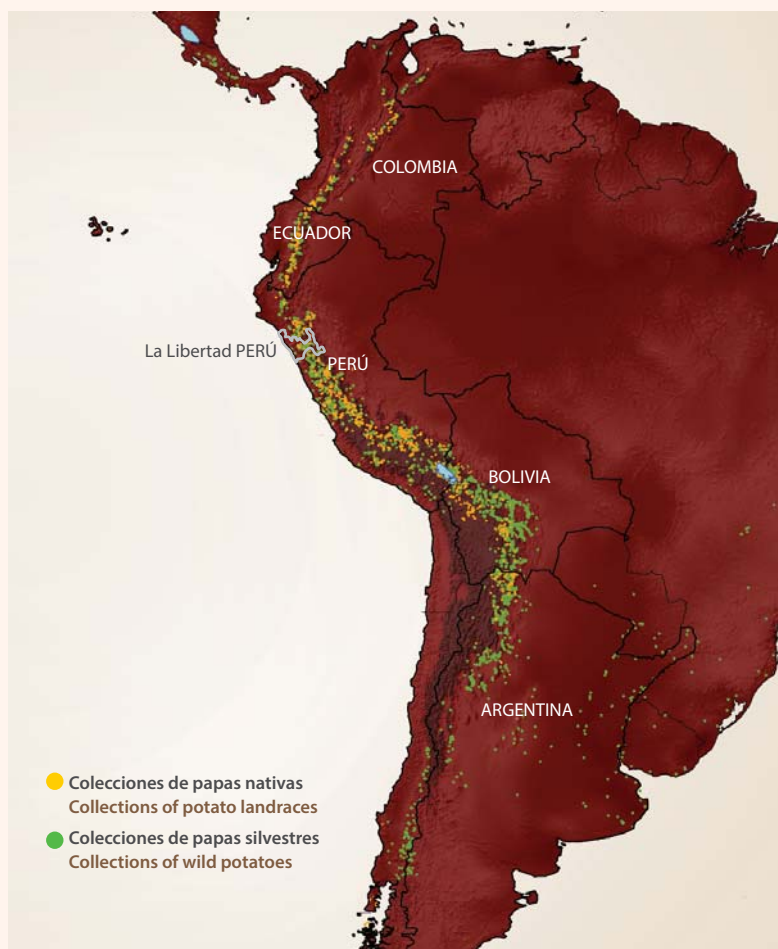 COLOMBIA
ECUADOR
La Libertad PERÚ
PERÚ
BOLIVIA
ARGENTINA
Colecciones de papas nativas
Collections of potato landraces
Colecciones de papas silvestres
Collections of wild potatoes